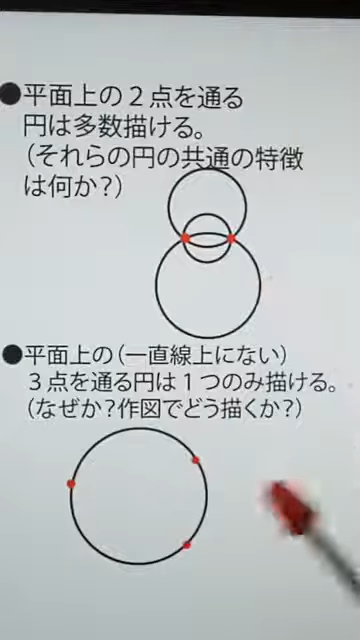 ●平面上の２点を通る
円は多数描ける。
（それらの円の共通の特徴
は何か？）
●平面上の（一直線上にない）
３点を通る円は１つのみ描ける。
（なぜか？作図でどう描くか？）